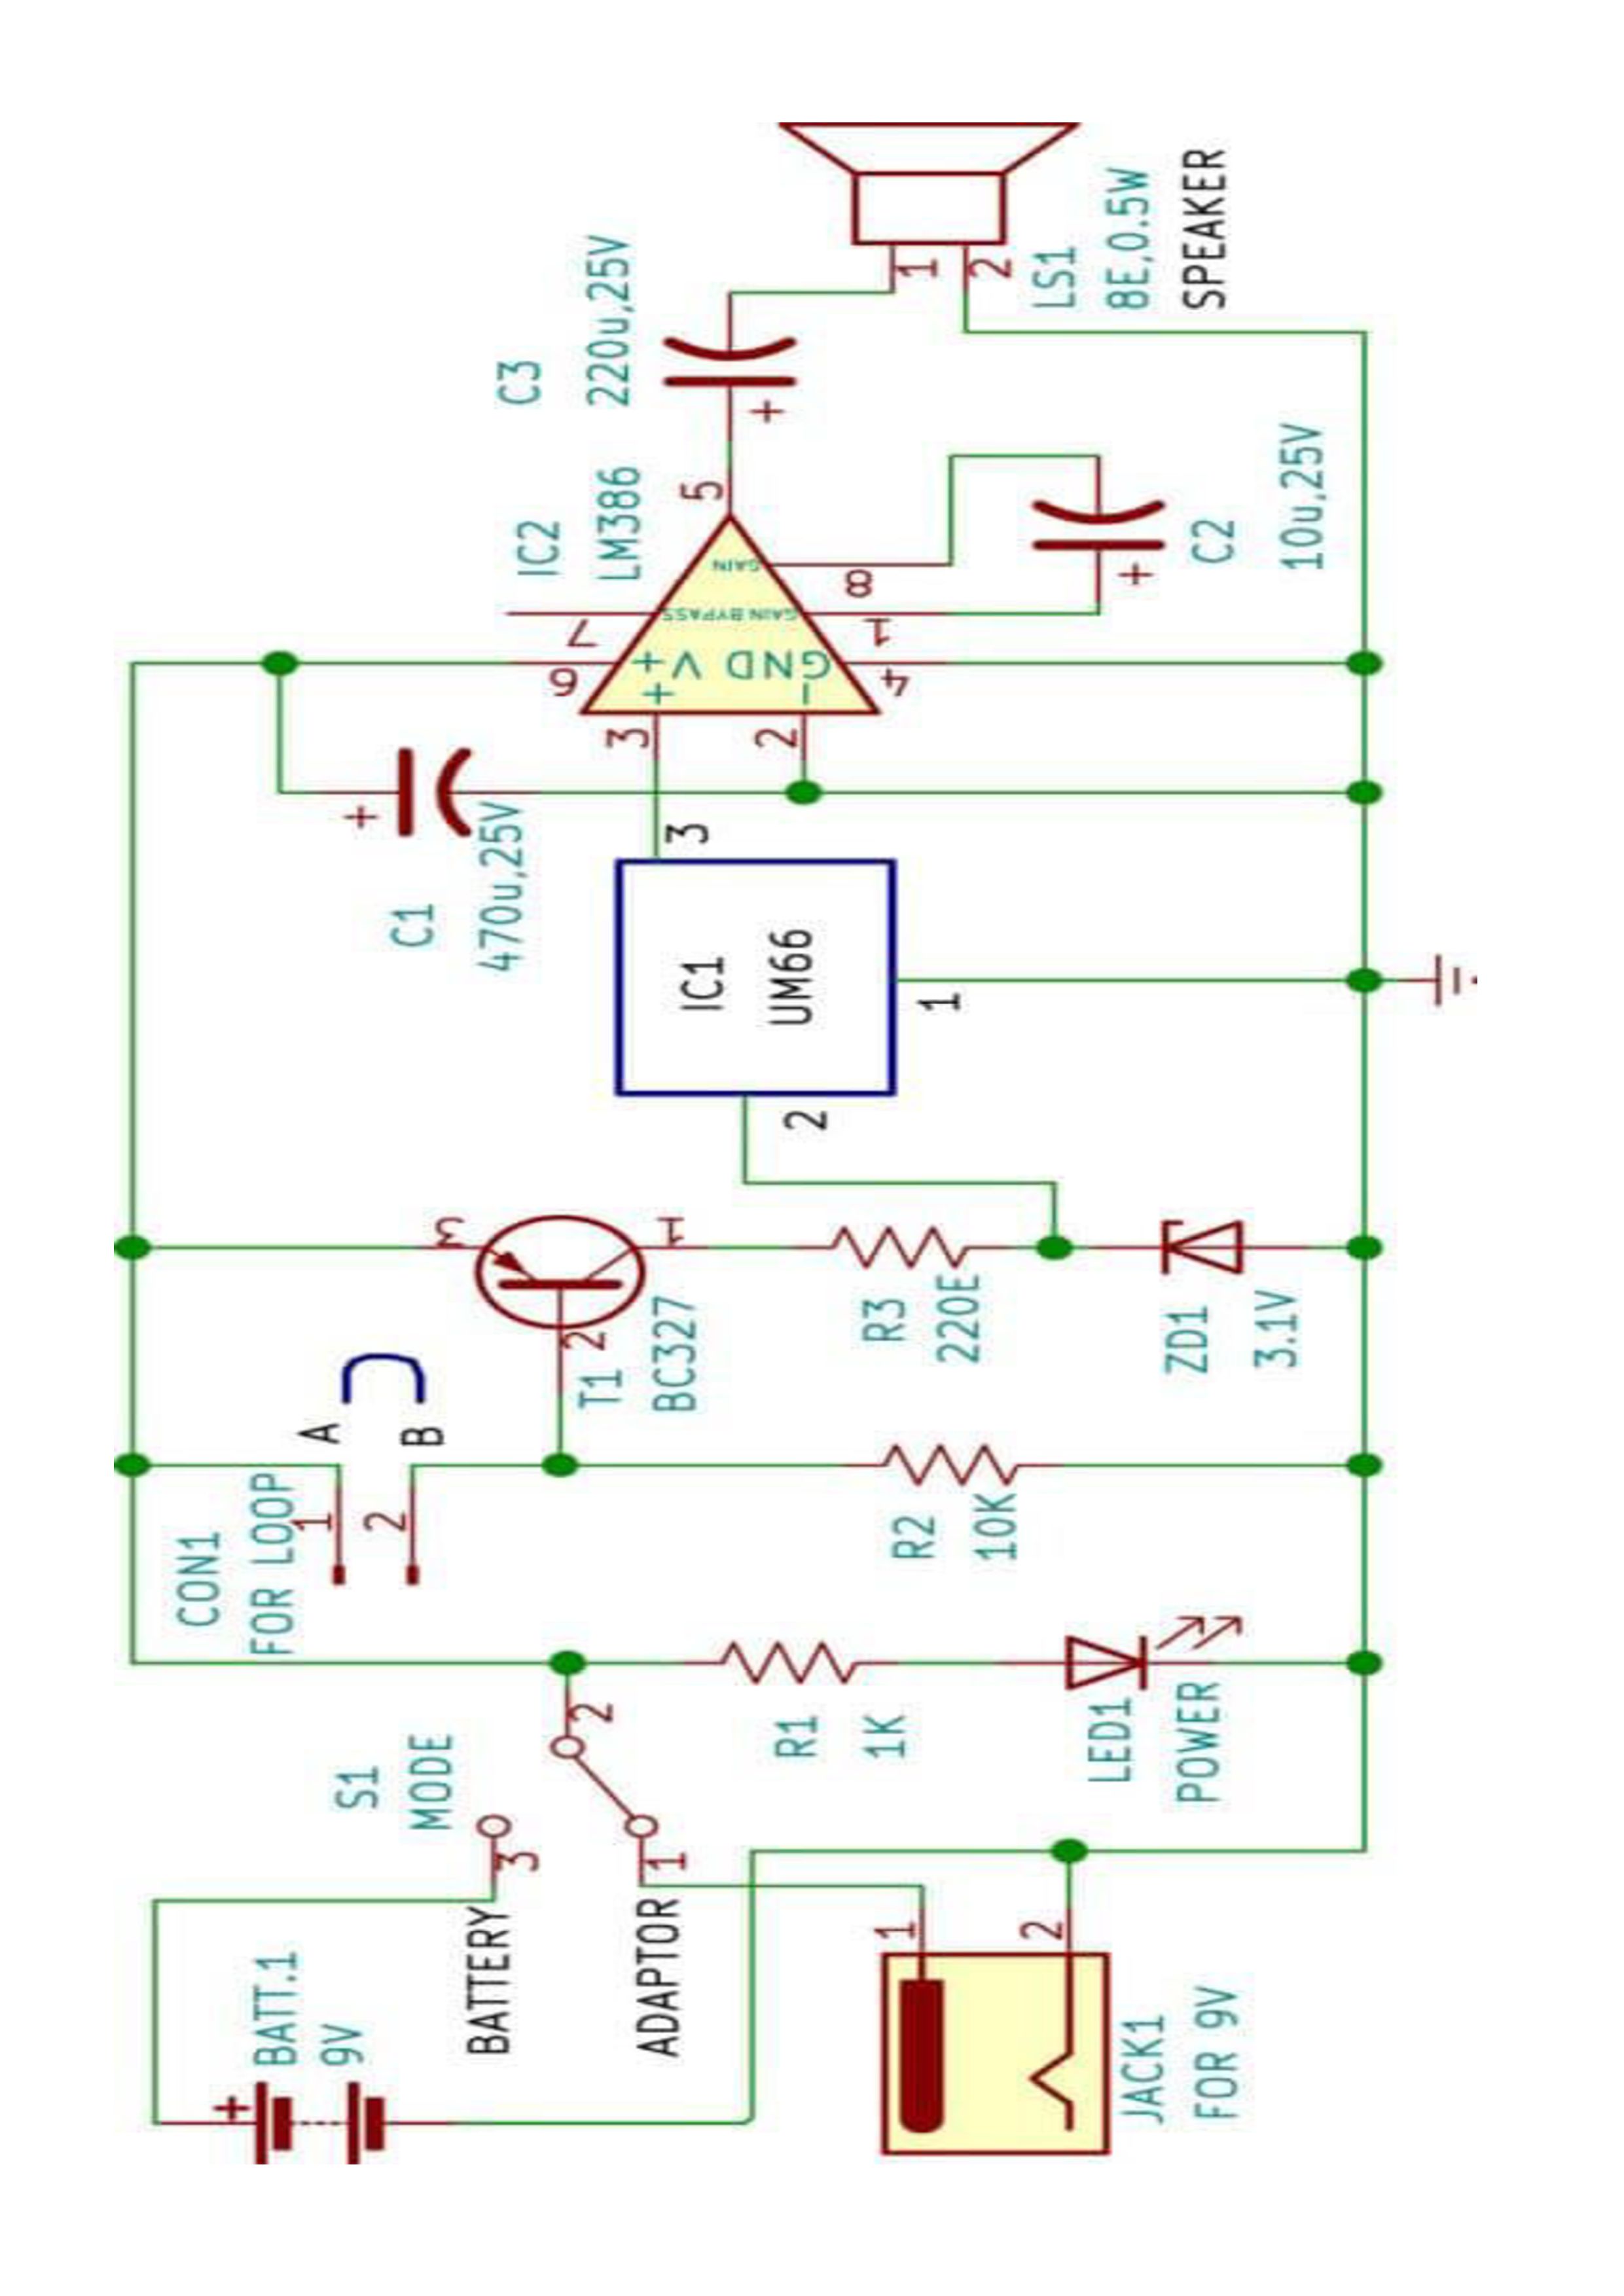 BATT.1
9V
+
S1
MODE
BATTERY
3
ADAPTOR
1
2
JACK1
FOR 9V
1
2
R1
1K
LED1
POWER
CON1
FOR LOOP
1
2
A
B
R2
10K
T1
BC327
3
2
1
R3
220E
ZD1
3.1V
IC1
UM66
2
1
3
C1
470u,25V
+
IC2
LM386
3
2
6
7
4
1
8
5
+
-
V+
GND
GAIN BYPASS
GAIN
C2
10u,25V
+
C3
220u,25V
+
1
2
LS1
8E,0.5W
SPEAKER